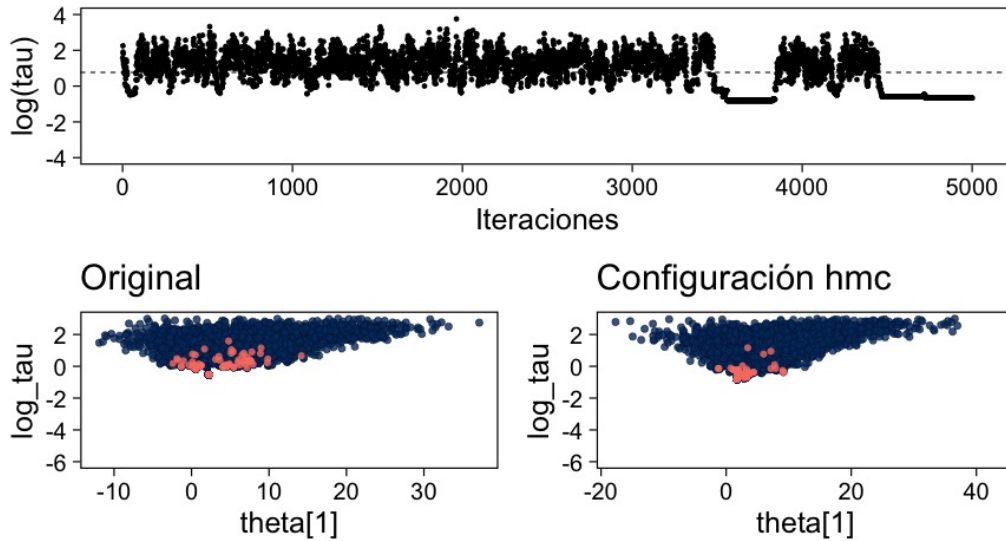 log(tau)
4
2
0
-2
-4
0 1000 2000 3000 4000 5000
Iteraciones
Original
log_tau
2
0
-2
-4
-6
-10 0 10 20 30
theta[1]
Configuración hmc
log_tau
2
0
-2
-4
-6
-20 0 20 40
theta[1]